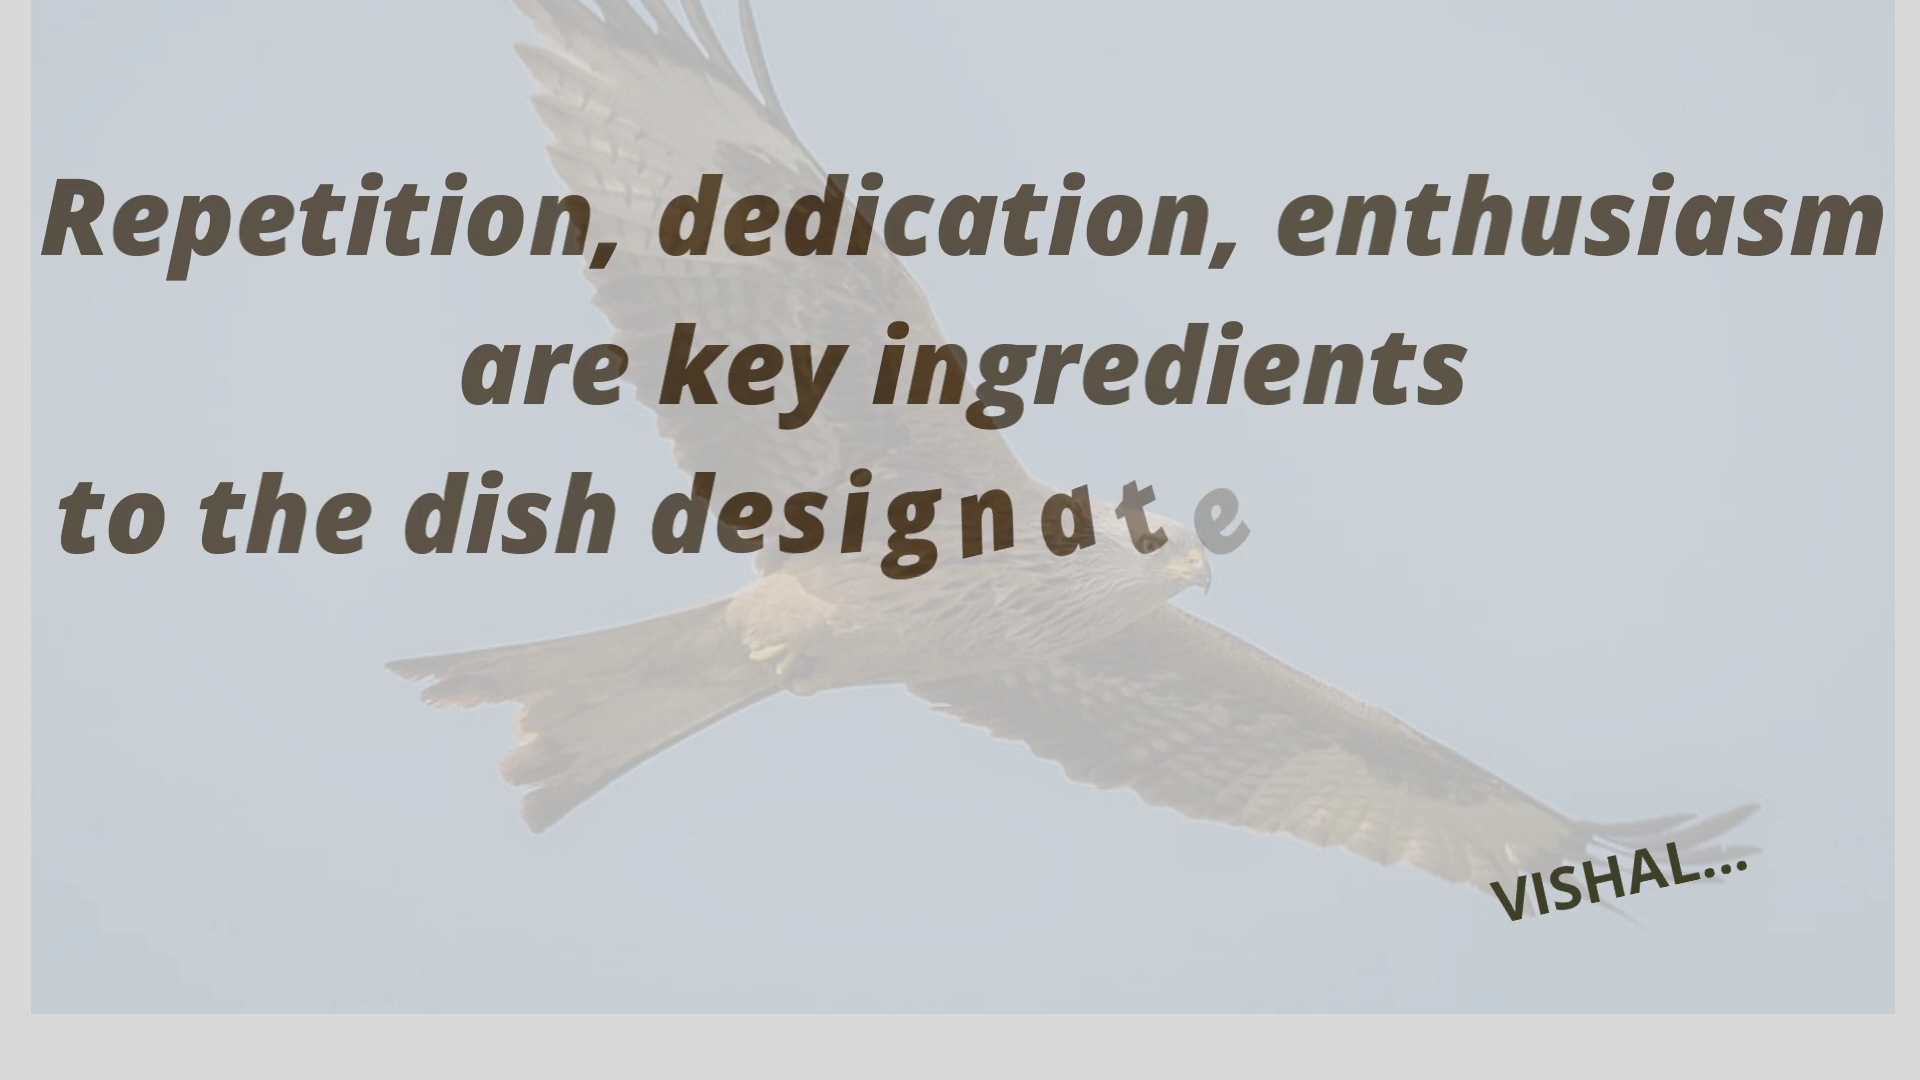 Repetition, dedication, enthusiasm
are key ingredients
to the dish designate
VISHAL...